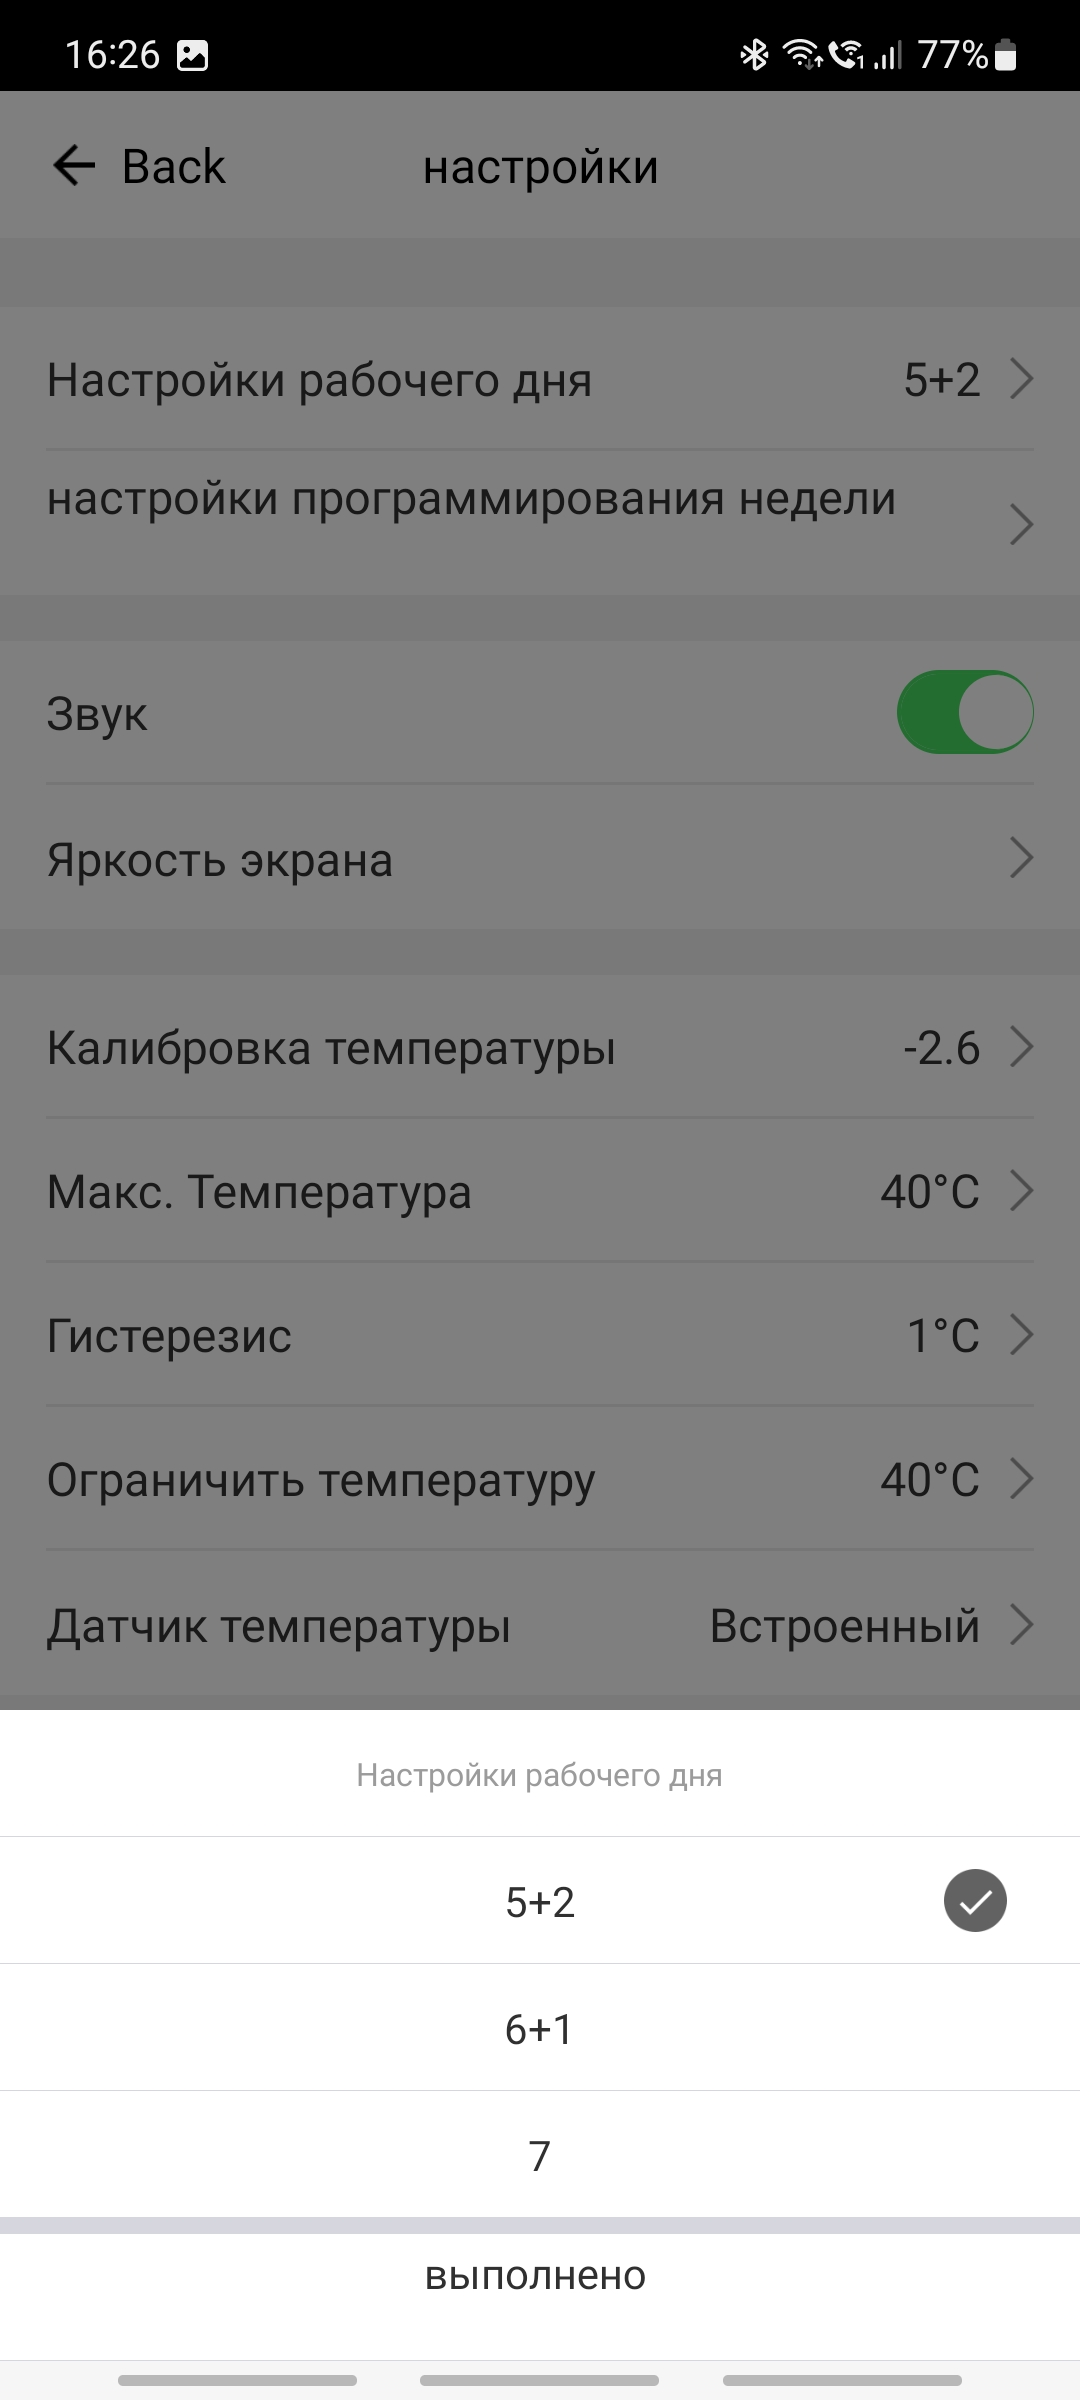 16:26
77%
Back
настройки
Настройки рабочего дня
5+2
настройки программирования недели
Звук
Яркость экрана
Калибровка температуры
-2.6
Макс. Температура
40°C
Гистерезис
1°C
Ограничить температуру
40°C
Датчик температуры
Встроенный
Настройки рабочего дня
5+2
6+1
7
выполнено